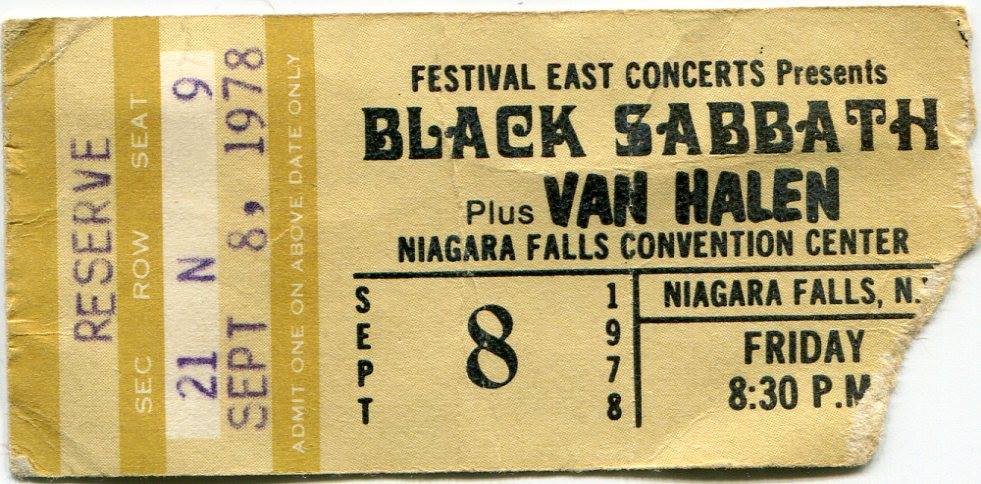 RESERVE
SEC ROW SEAT
21 N 9
SEPT 8, 1978
ADMIT ONE ON ABOVE DATE ONLY
FESTIVAL EAST CONCERTS Presents
BLACK SABBATH
Plus VAN HALEN
NIAGARA FALLS CONVENTION CENTER
SEPT 8 1978
NIAGARA FALLS, N.
FRIDAY
8:30 P.M